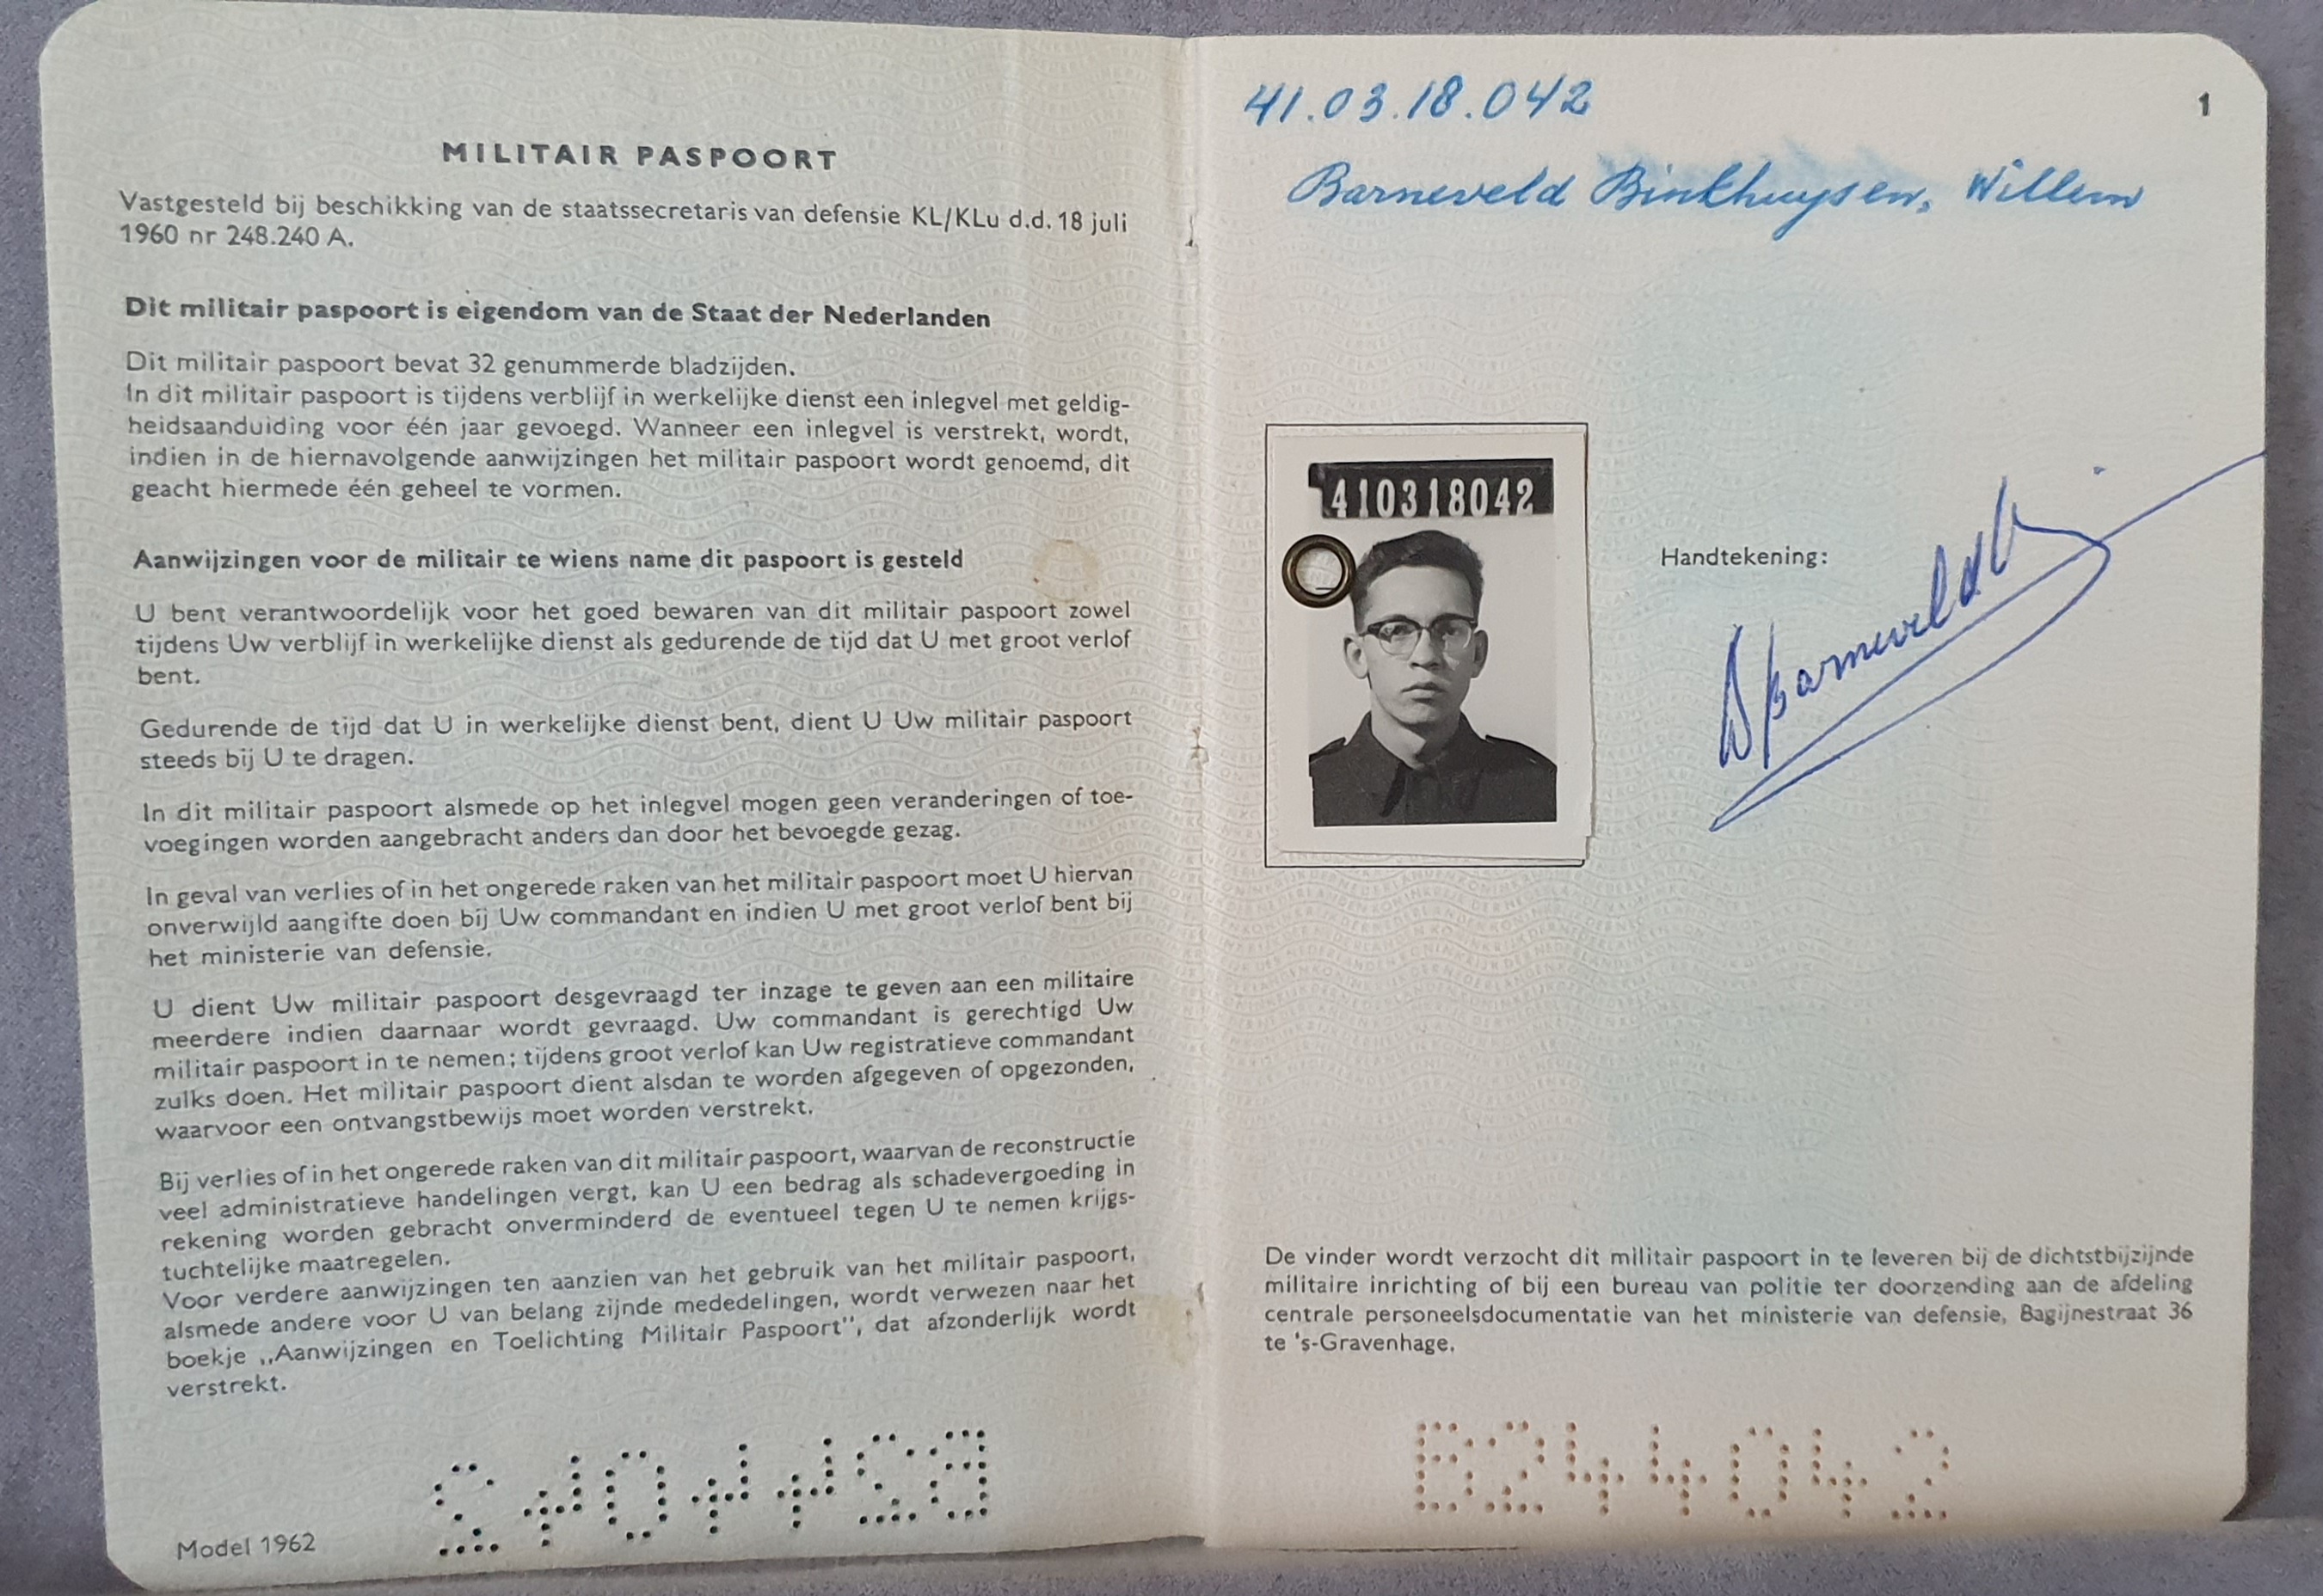 MILITAIR PASPOORT
Vastgesteld bij beschikking van de staatssecretaris van defensie KL/KLu d.d. 18 juli
1960 nr 248.240 A.
Dit militair paspoort is eigendom van de Staat der Nederlanden
Dit militair paspoort bevat 32 genummerde bladzijden.
In dit militair paspoort is tijdens verblijf in werkelijke dienst een inlegvel met geldig-
heidsaanduiding voor één jaar gevoegd. Wanneer een inlegvel is verstrekt, wordt,
indien in de hiernavolgende aanwijzingen het militair paspoort wordt genoemd, dit
geacht hiermede één geheel te vormen.
Aanwijzingen voor de militair te wiens name dit paspoort is gesteld
U bent verantwoordelijk voor het goed bewaren van dit militair paspoort zowel
tijdens Uw verblijf in werkelijke dienst als gedurende de tijd dat U met groot verlof
bent.
Gedurende de tijd dat U in werkelijke dienst bent, dient U Uw militair paspoort
steeds bij U te dragen.
In dit militair paspoort alsmede op het inlegvel mogen geen veranderingen of toe-
voegingen worden aangebracht anders dan door het bevoegde gezag.
In geval van verlies of in het ongerede raken van het militair paspoort moet U hiervan
onverwijld aangifte doen bij Uw commandant en indien U met groot verlof bent bij
het ministerie van defensie.
U dient Uw militair paspoort desgevraagd ter inzage te geven aan een militaire
meerdere indien daarnaar wordt gevraagd. Uw commandant is gerechtigd Uw
militair paspoort in te nemen; tijdens groot verlof kan Uw registratieve commandant
zulks doen. Het militair paspoort dient alsdan te worden afgegeven of opgezonden,
waarvoor een ontvangstbewijs moet worden verstrekt.
Bij verlies of in het ongerede raken van dit militair paspoort, waarvan de reconstructie
veel administratieve handelingen vergt, kan U een bedrag als schadevergoeding in
rekening worden gebracht onverminderd de eventueel tegen U te nemen krijgs-
tuchtelijke maatregelen.
Voor verdere aanwijzingen ten aanzien van het gebruik van het militair paspoort,
alsmede andere voor U van belang zijnde mededelingen, wordt verwezen naar het
boekje „Aanwijzingen en Toelichting Militair Paspoort", dat afzonderlijk wordt
verstrekt.
Model 1962
1
41.03.18.042
Barneveld Binkhuysen, Willem
410318042
Handtekening:
De vinder wordt verzocht dit militair paspoort in te leveren bij de dichtstbijzijnde
militaire inrichting of bij een bureau van politie ter doorzending aan de afdeling
centrale personeelsdocumentatie van het ministerie van defensie, Bagijnestraat 36
te 's-Gravenhage.
B244042